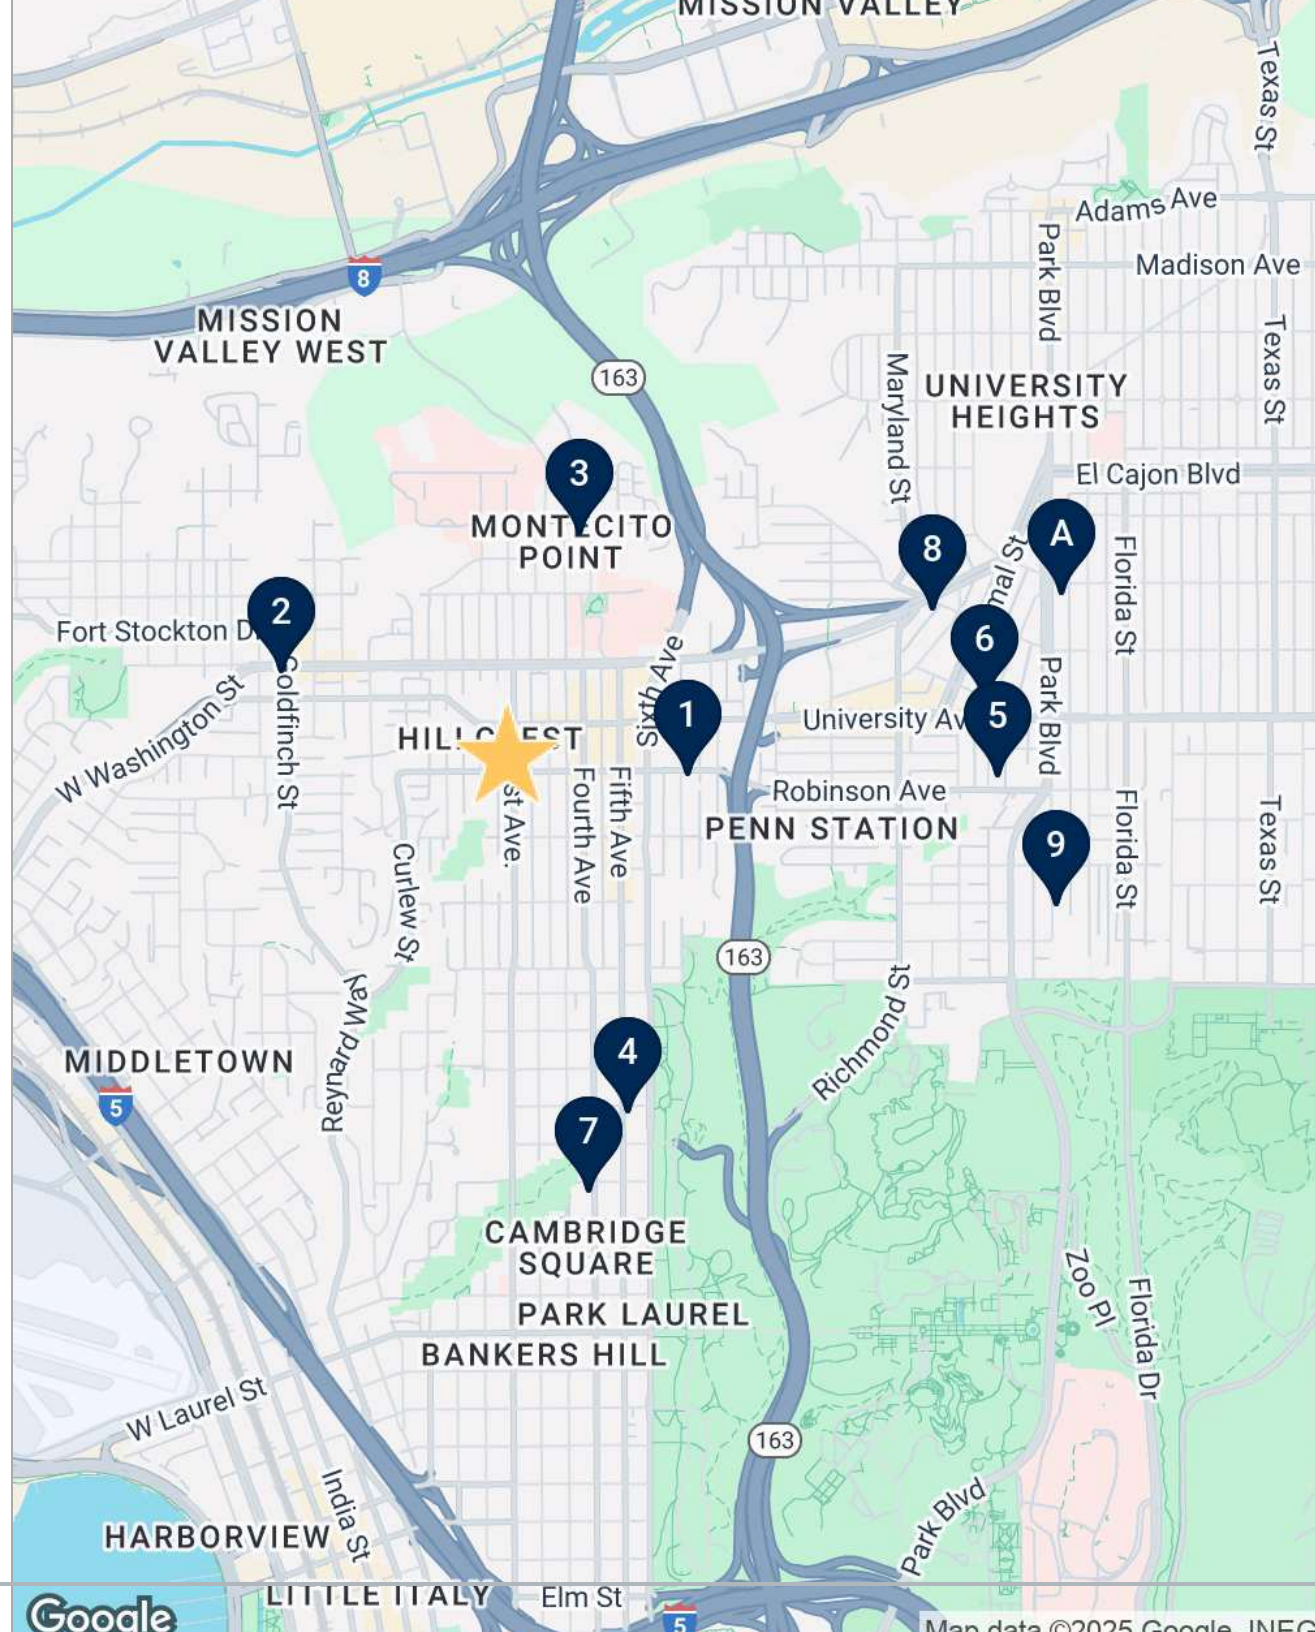 MISSION VALLEY
Texas St
Adams Ave
Park Blvd
Madison Ave
8
MISSION
VALLEY WEST
163
Texas St
Maryland St
UNIVERSITY
HEIGHTS
3
El Cajon Blvd
MONTECITO
POINT
8
A
mal St
Florida St
2
Fort Stockton D
6
Sixth Ave
Park Blvd
W Washington St
Goldfinch St
1
5
University Av
HILLCREST
st Ave.
Fourth Ave
Fifth Ave
Robinson Ave
PENN STATION
Florida St
Texas St
9
Curlew St
163
Richmond St
Reynard Way
4
MIDDLETOWN
5
7
CAMBRIDGE
SQUARE
Zoo Pl
Florida Dr
PARK LAUREL
BANKERS HILL
W Laurel St
163
India St
Park Blvd
HARBORVIEW
LITTLE ITALY
Elm St
Google
5
Map data ©2025 Google, INEG